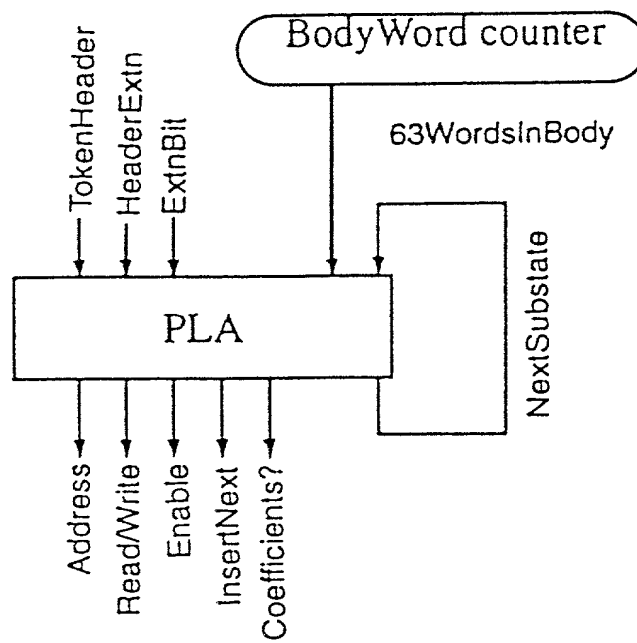 BodyWord counter
63WordsInBody
TokenHeader
HeaderExtn
ExtnBit
NextSubstate
PLA
Address
Read/Write
Enable
InsertNext
Coefficients?